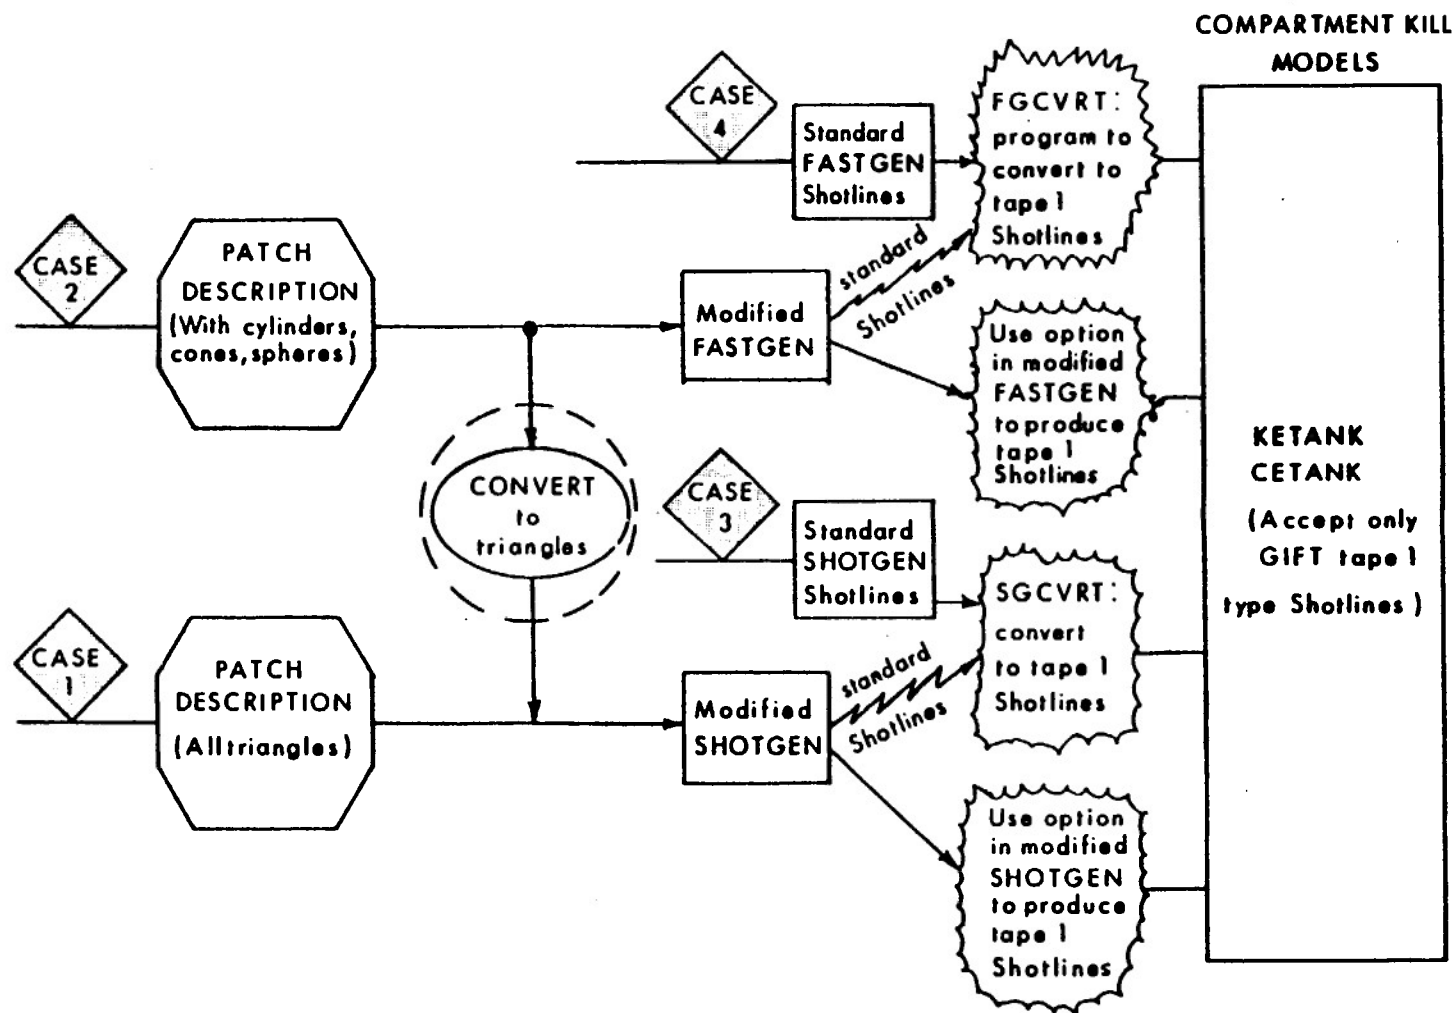 COMPARTMENT KILL
MODELS
CASE
4
Standard
FASTGEN
Shotlines
FGCVRT:
program to
convert to
tape 1
Shotlines
CASE
2
PATCH
DESCRIPTION
(With cylinders,
cones, spheres)
Modified
FASTGEN
standard
Shotlines
Use option
in modified
FASTGEN
to produce
tape 1
Shotlines
CONVERT
to
triangles
CASE
3
Standard
SHOTGEN
Shotlines
SGCVRT:
convert
to tape 1
Shotlines
KETANK
CETANK
(Accept only
GIFT tape 1
type Shotlines)
CASE
1
PATCH
DESCRIPTION
(All triangles)
Modified
SHOTGEN
standard
Shotlines
Use option
in modified
SHOTGEN
to produce
tape 1
Shotlines